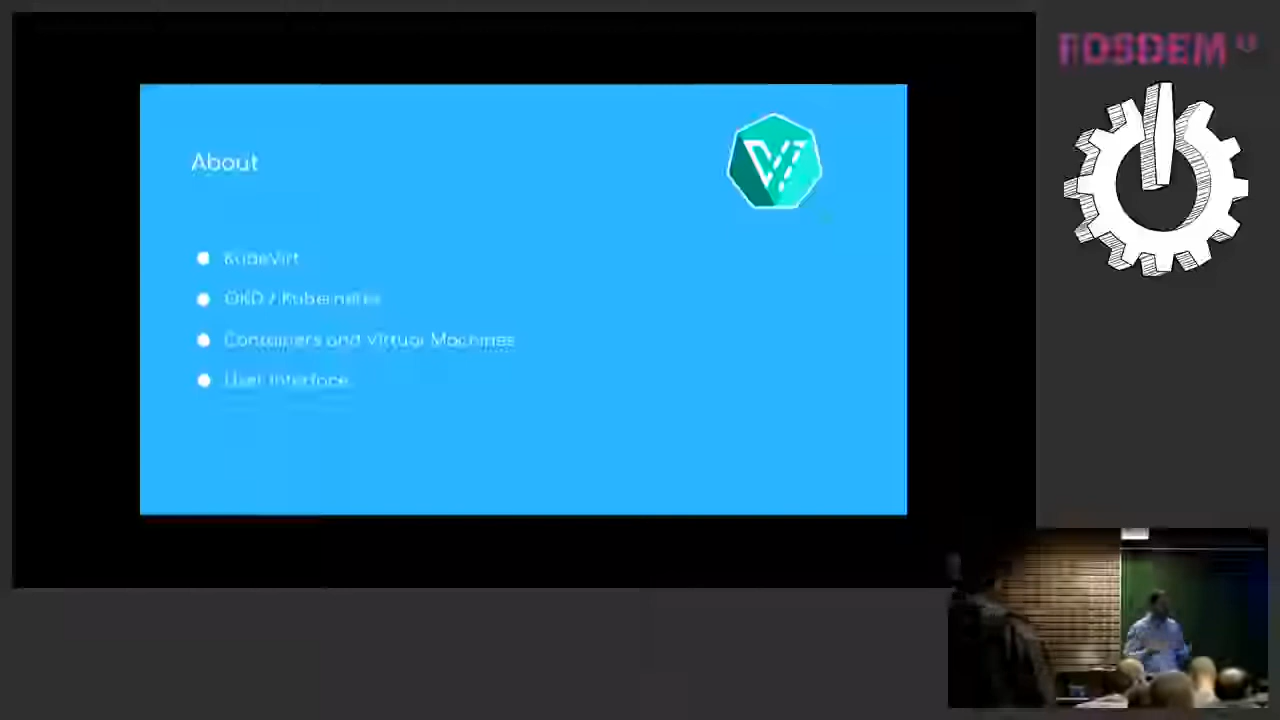 FOSDEM
About
KubeVirt
OKD / Kubernetes
Containers and Virtual Machines
User Interface